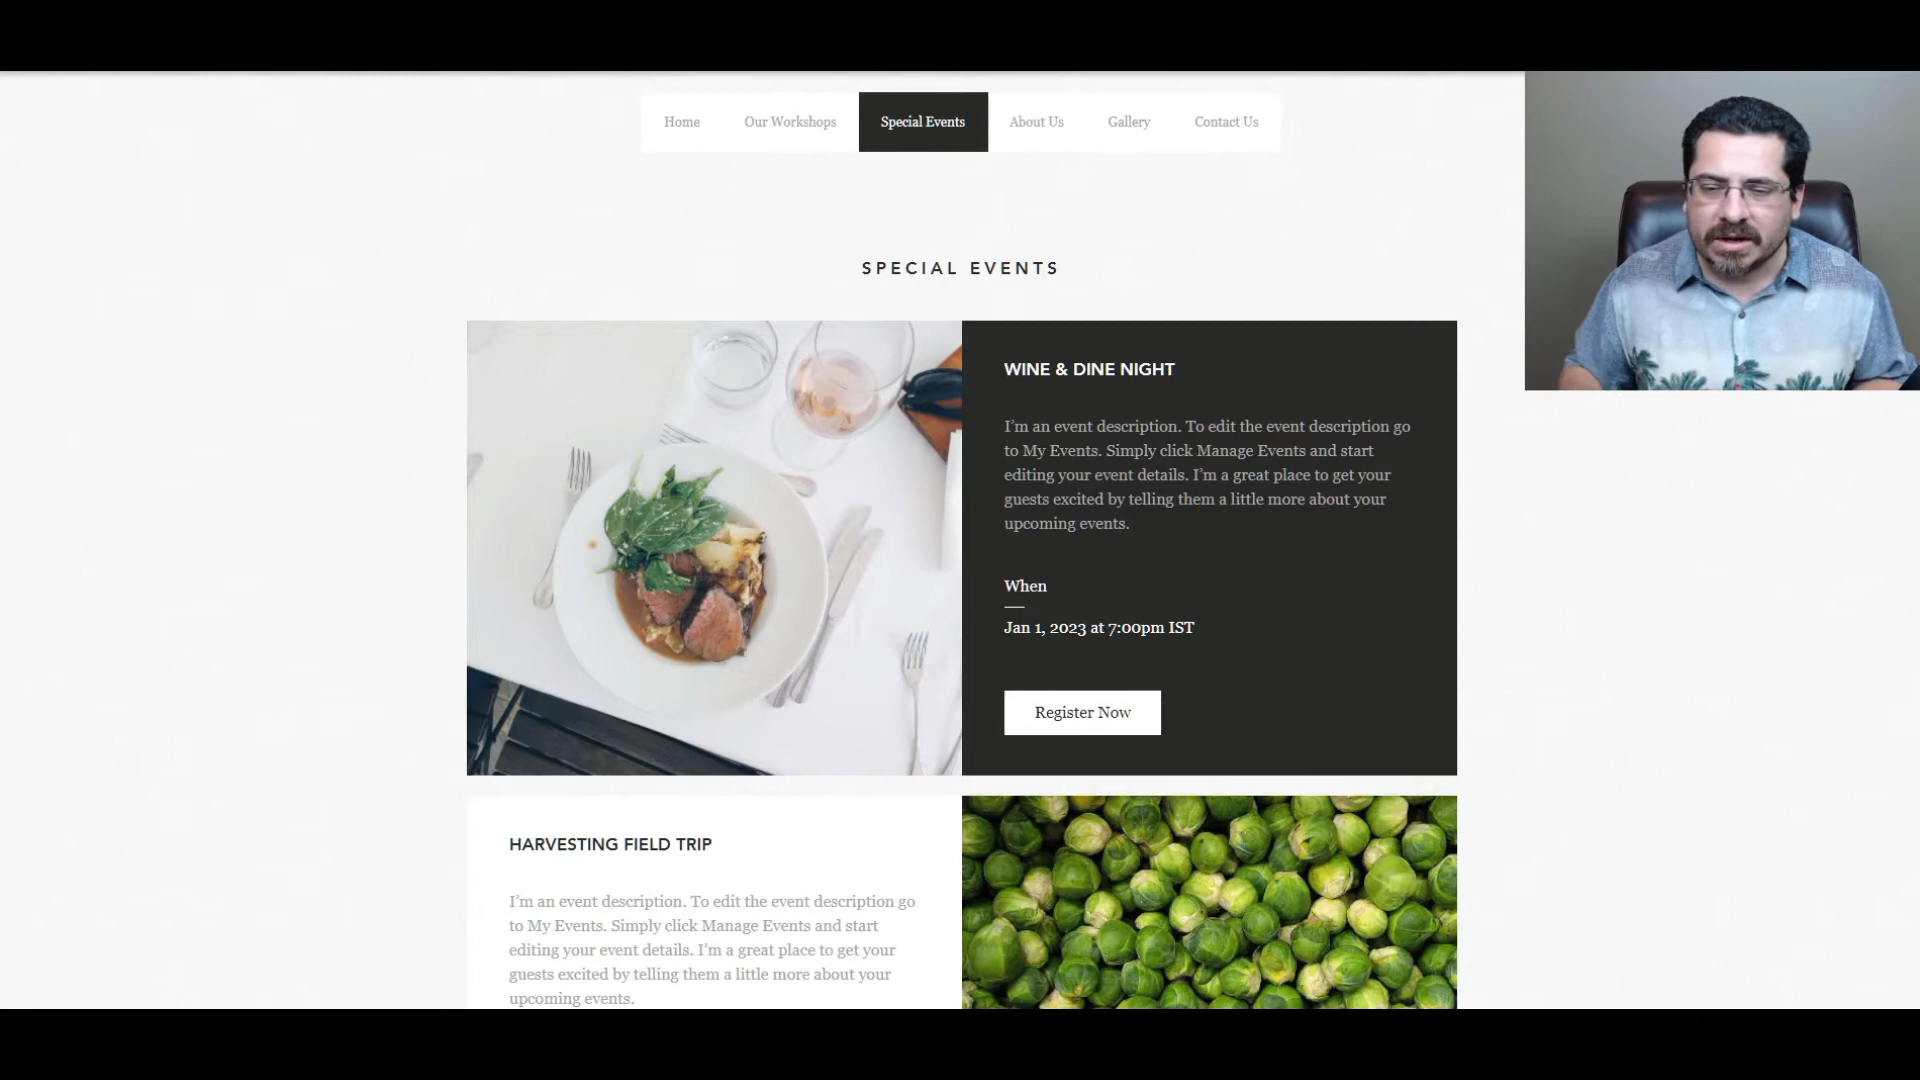 Home
Our Workshops
Special Events
About Us
Gallery
Contact Us
SPECIAL EVENTS
WINE & DINE NIGHT
I'm an event description. To edit the event description go
to My Events. Simply click Manage Events and start
editing your event details. I'm a great place to get your
guests excited by telling them a little more about your
upcoming events.
When
Jan 1, 2023 at 7:00pm IST
Register Now
HARVESTING FIELD TRIP
I'm an event description. To edit the event description go
to My Events. Simply click Manage Events and start
editing your event details. I'm a great place to get your
guests excited by telling them a little more about your
upcoming events.